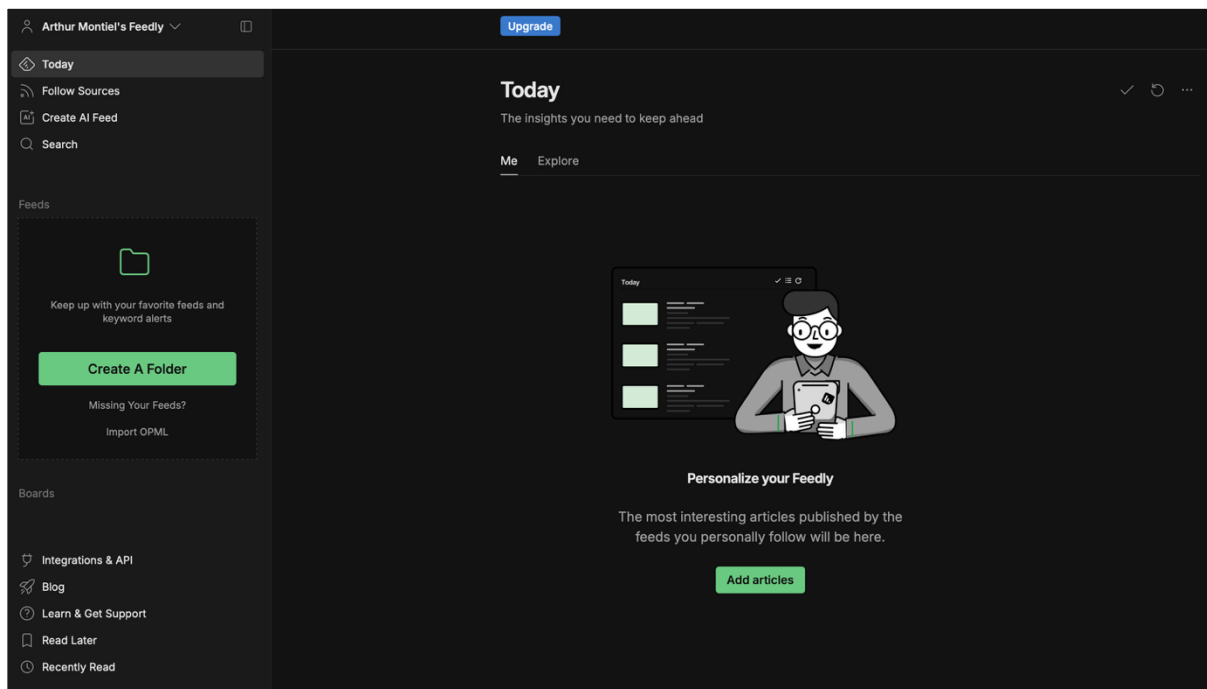 Arthur Montiel's Feedly
Today
Follow Sources
Create AI Feed
Search
Feeds
Keep up with your favorite feeds and
keyword alerts
Create A Folder
Missing Your Feeds?
Import OPML
Boards
Integrations & API
Blog
Learn & Get Support
Read Later
Recently Read
Upgrade
Today
The insights you need to keep ahead
Me Explore
Today
Personalize your Feedly
The most interesting articles published by the
feeds you personally follow will be here.
Add articles